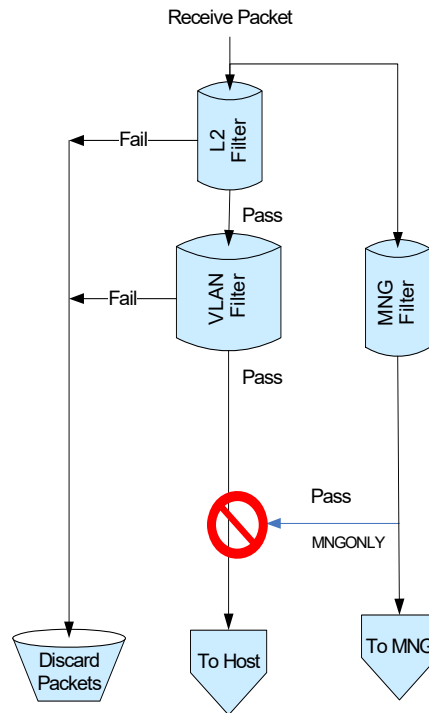 Receive Packet
L2
Filter
Fail
Pass
VLAN
Filter
MNG
Filter
Fail
Pass
Pass
MNGONLY
To Host
To MNG
Discard
Packets